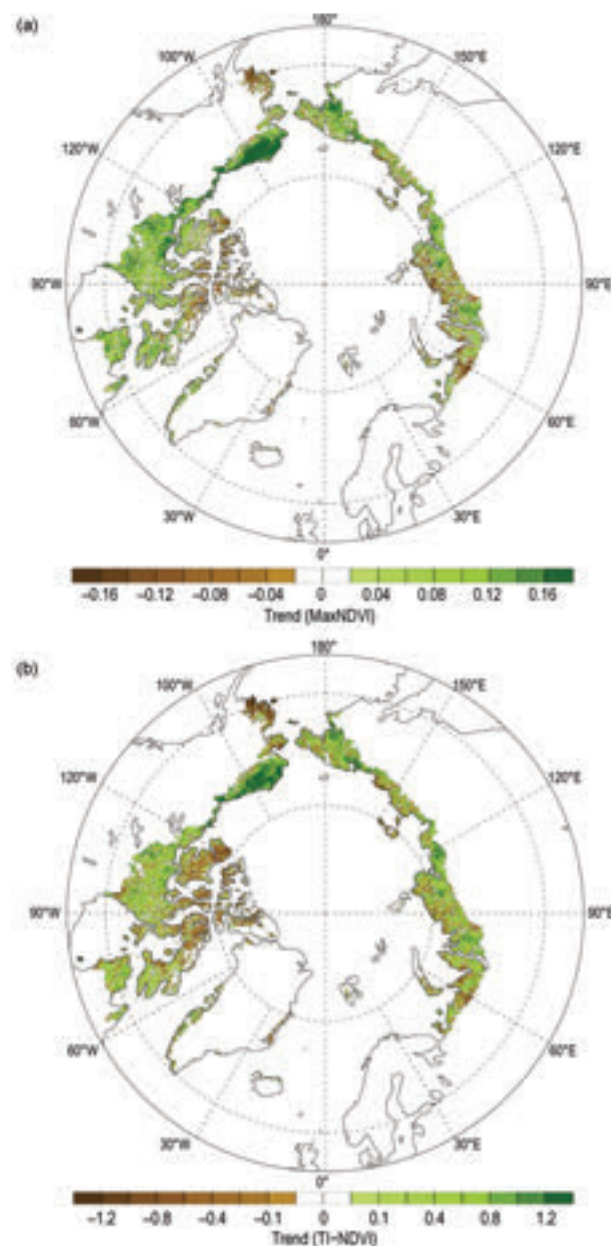 (a)
180°
100°W
150°E
120°W
120°E
90°W
90°E
60°W
60°E
30°W
30°E
0°
−0.16 −0.12 −0.08 −0.04 0 0.04 0.08 0.12 0.16
Trend (MaxNDVI)
(b)
180°
100°W
150°E
120°W
120°E
90°W
90°E
60°W
60°E
30°W
30°E
0°
−1.2 −0.8 −0.4 −0.1 0 0.1 0.4 0.8 1.2
Trend (TI−NDVI)